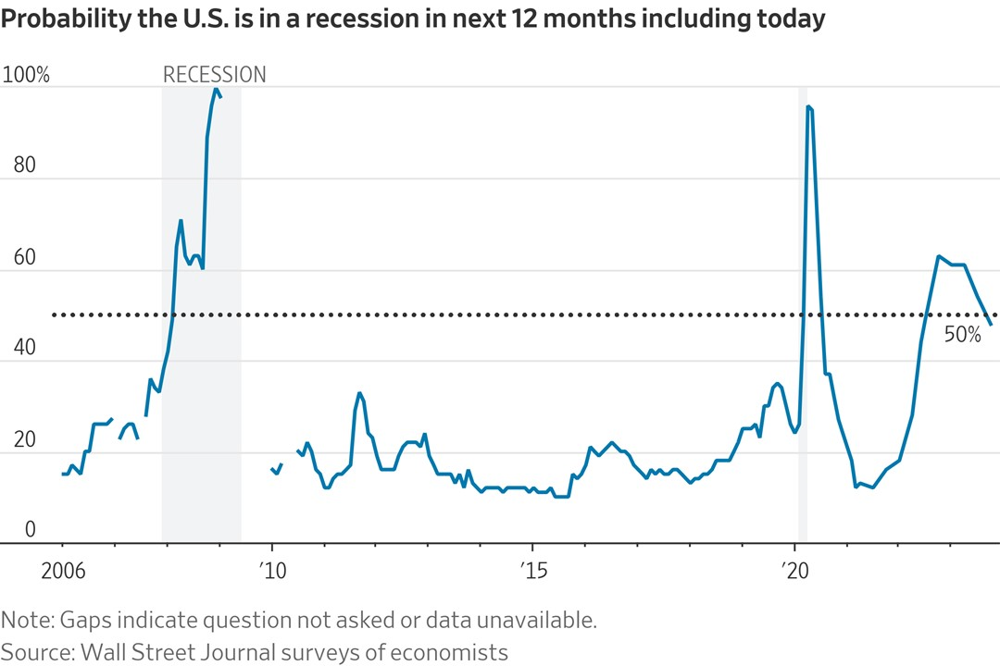 Probability the U.S. is in a recession in next 12 months including today
100%
RECESSION
80
60
50%
40
20
0
2006
’10
’15
’20
Note: Gaps indicate question not asked or data unavailable.
Source: Wall Street Journal surveys of economists